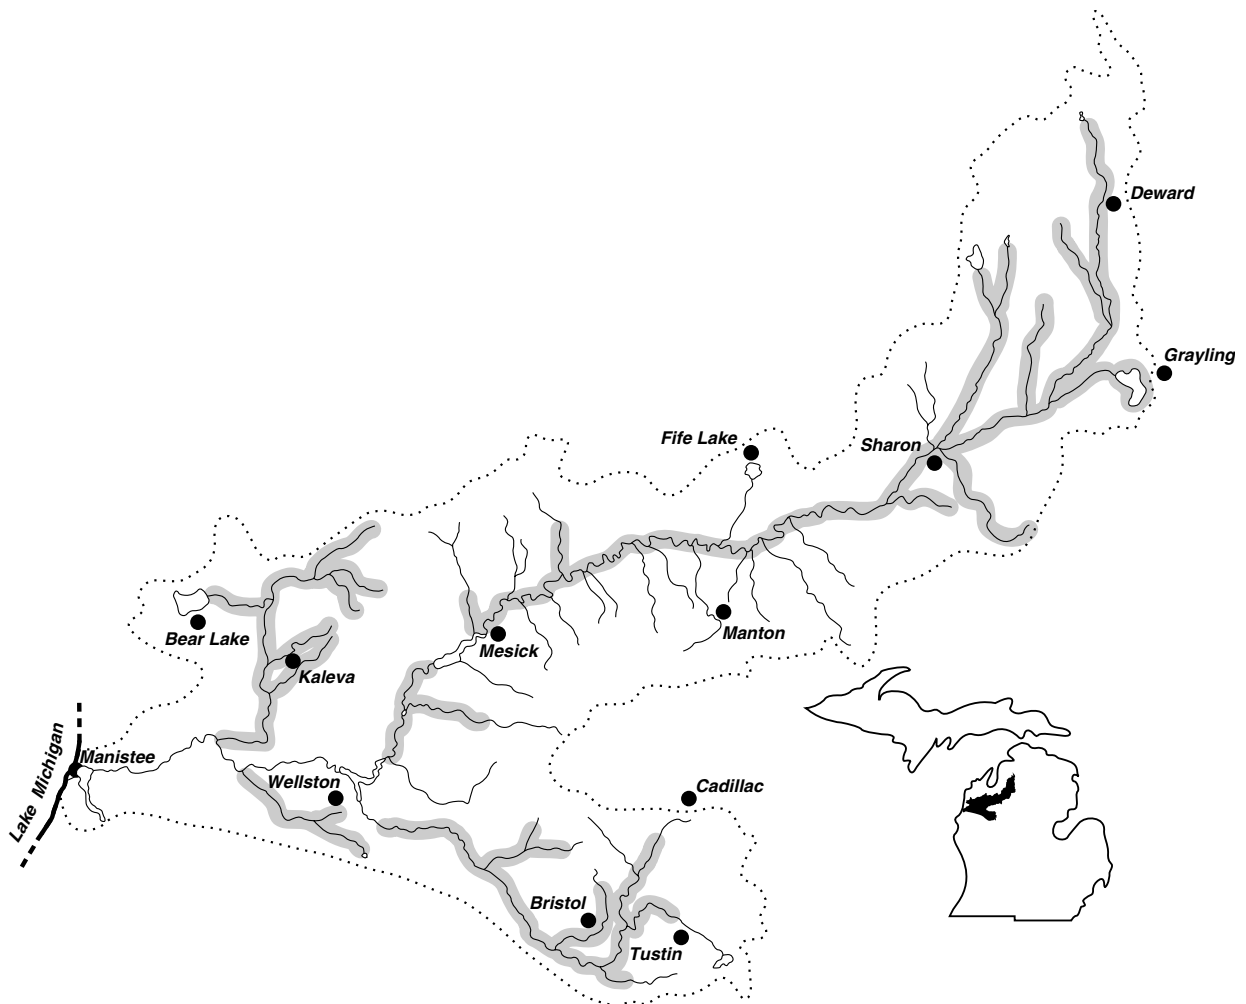 Deward
Grayling
Fife Lake
Sharon
Bear Lake
Manton
Mesick
Kaleva
Lake Michigan
Manistee
Wellston
Cadillac
Bristol
Tustin